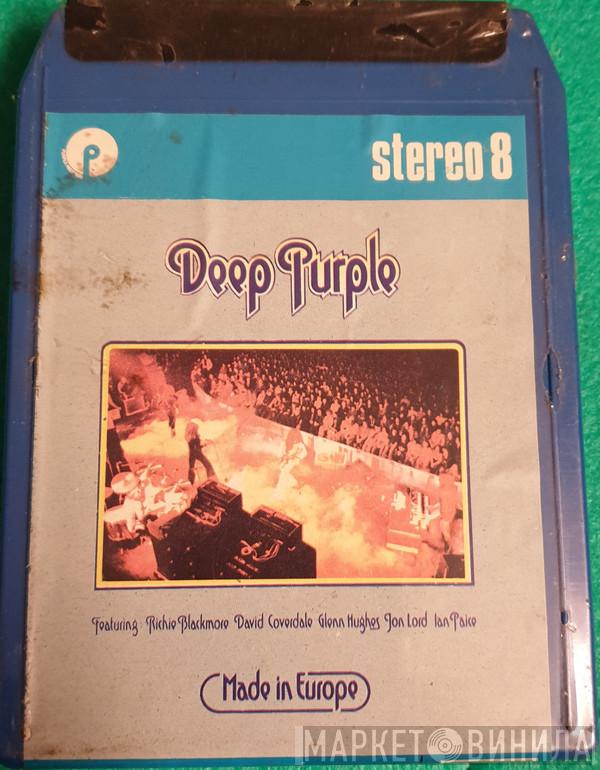 P
stereo 8
Deep Purple
Featuring: Richie Blackmore David Coverdale Glenn Hughes Jon Lord Ian Paice
Made in Europe
МАРКЕТ ВИНИЛА